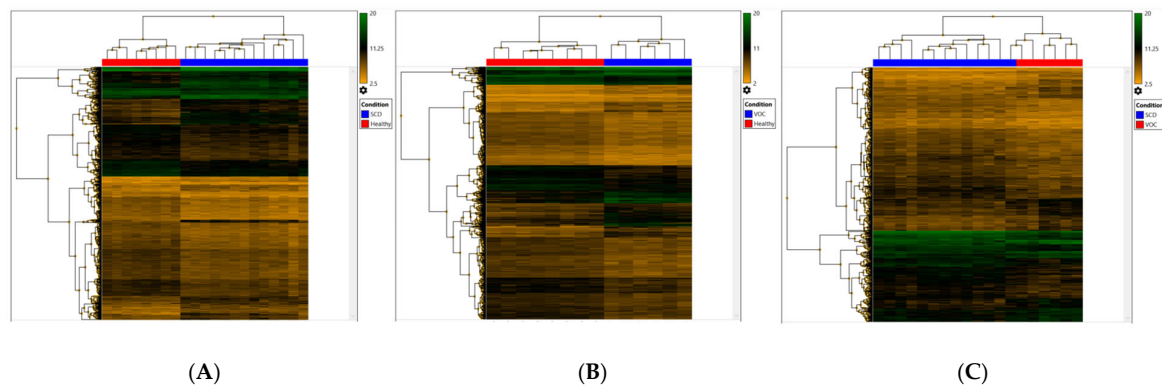 20
11.25
2.5
Condition
SCD
Healthy
20
11
2
Condition
VOC
Healthy
20
11.25
2.5
Condition
SCD
VOC
(A)
(B)
(C)